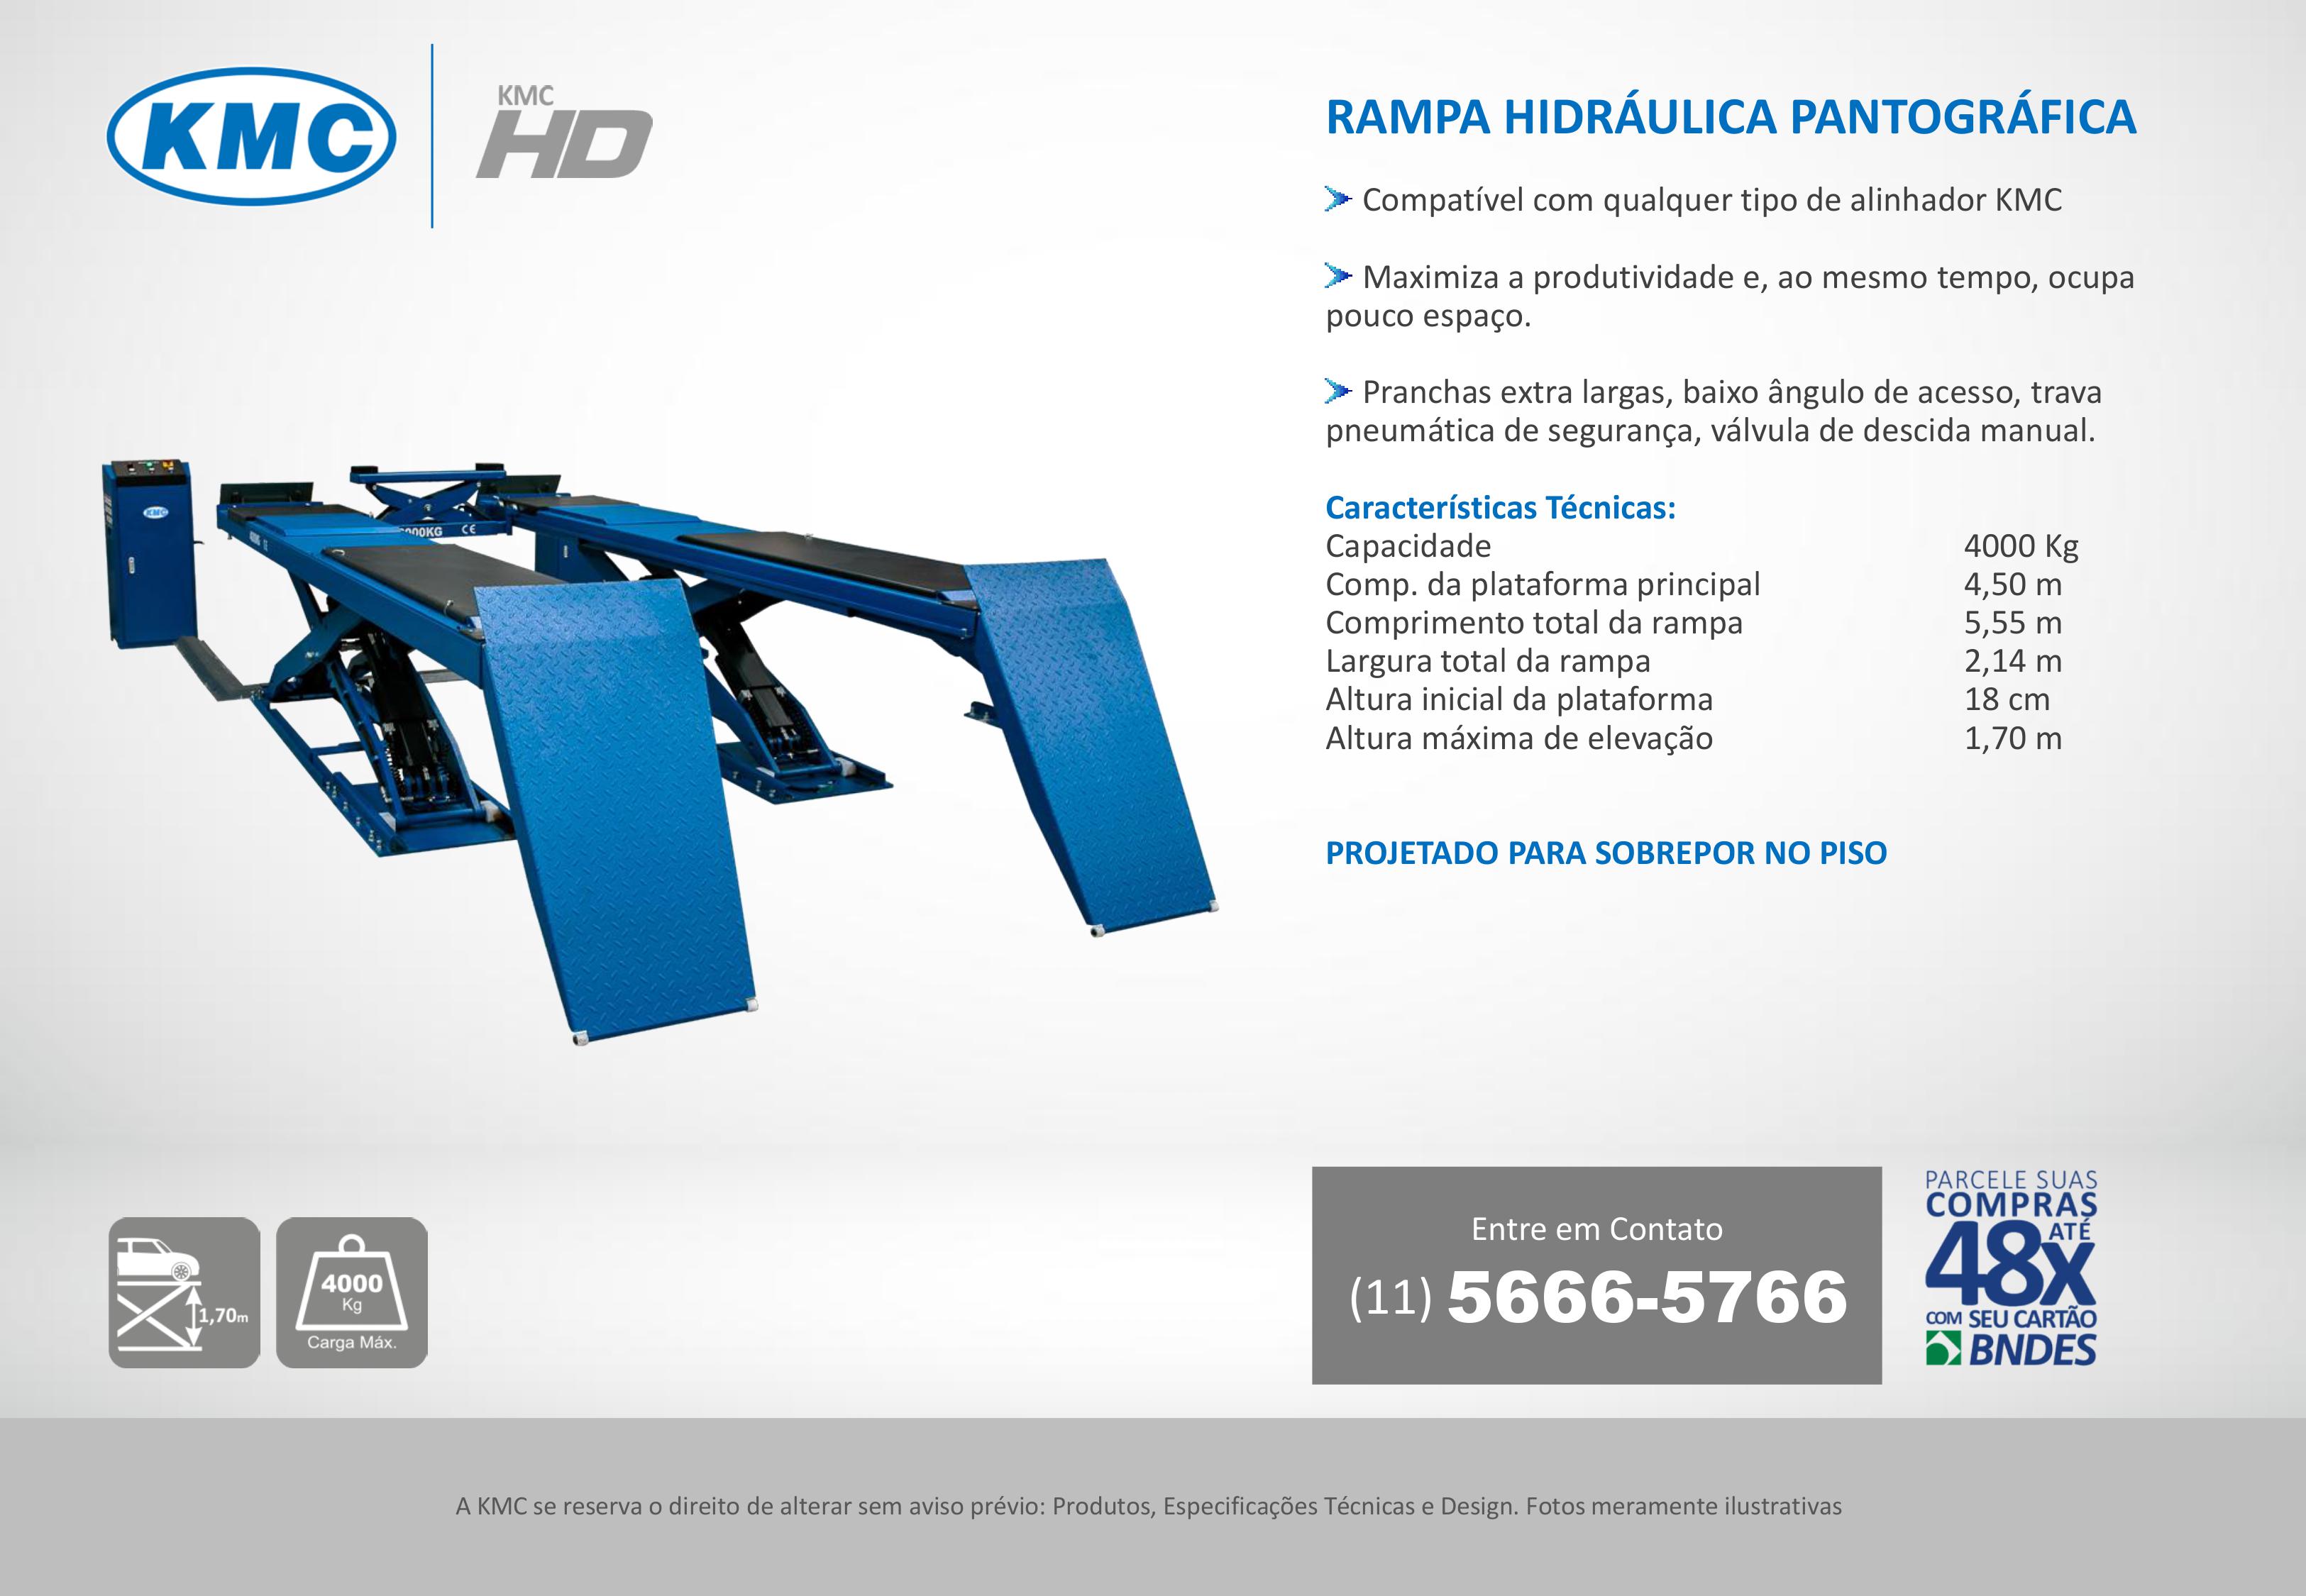 KMC
KMC
HD
RAMPA HIDRÁULICA PANTOGRÁFICA
Compatível com qualquer tipo de alinhador KMC
Maximiza a produtividade e, ao mesmo tempo, ocupa
pouco espaço.
Pranchas extra largas, baixo ângulo de acesso, trava
pneumática de segurança, válvula de descida manual.
Características Técnicas:
Capacidade 4000 Kg
Comp. da plataforma principal 4,50 m
Comprimento total da rampa 5,55 m
Largura total da rampa 2,14 m
Altura inicial da plataforma 18 cm
Altura máxima de elevação 1,70 m
PROJETADO PARA SOBREPOR NO PISO
KMC
CE
1,70m
4000
Kg
Carga Máx.
Entre em Contato
(11) 5666-5766
PARCELE SUAS
COMPRAS
ATÉ
48x
COM SEU CARTÃO
BNDES
A KMC se reserva o direito de alterar sem aviso prévio: Produtos, Especificações Técnicas e Design. Fotos meramente ilustrativas